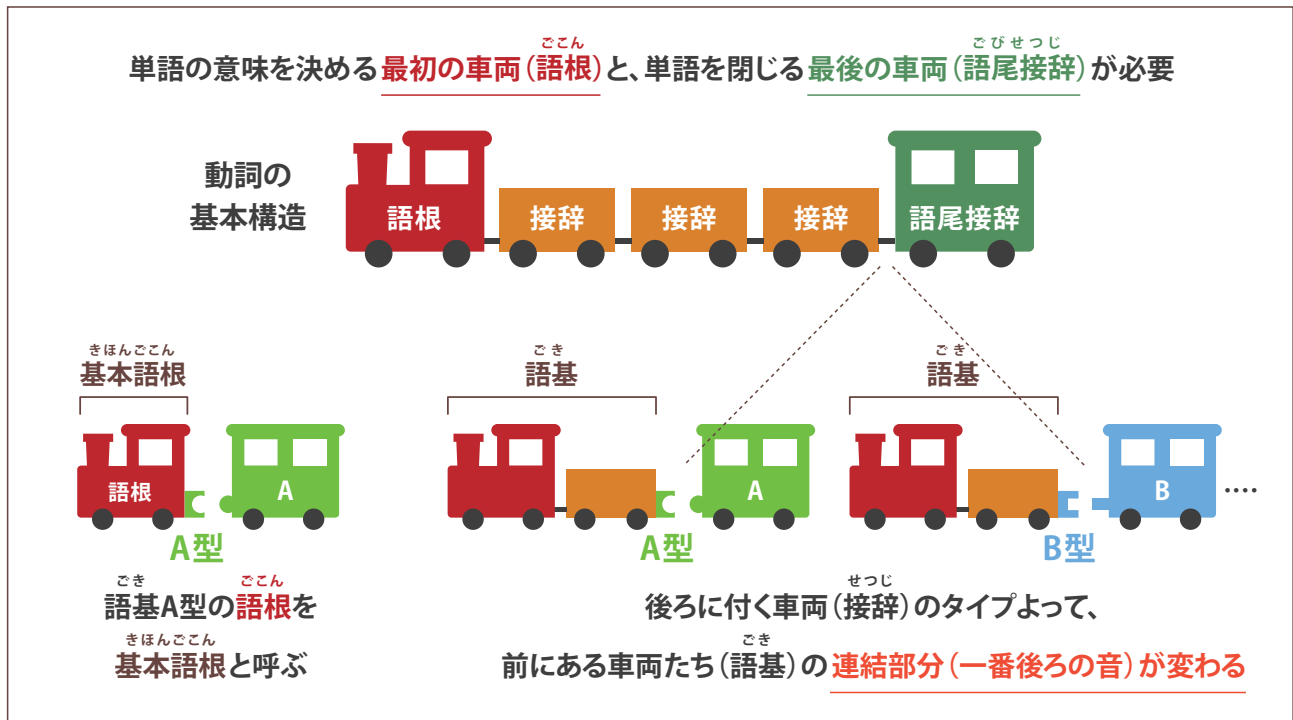 ごこん ごびせつじ
単語の意味を決める最初の車両(語根)と、単語を閉じる最後の車両(語尾接辞)が必要
動詞の
基本構造
語根 接辞 接辞 接辞 語尾接辞
きほんごこん
基本語根
語根 A
A型
ごき
語基A型の語根を
ごこん
きほんごこん
基本語根と呼ぶ
ごき
語基
A
A型
ごき
語基
B ····
B型
せつじ
後ろに付く車両(接辞)のタイプよって、
ごき
前にある車両たち(語基)の連結部分(一番後ろの音)が変わる